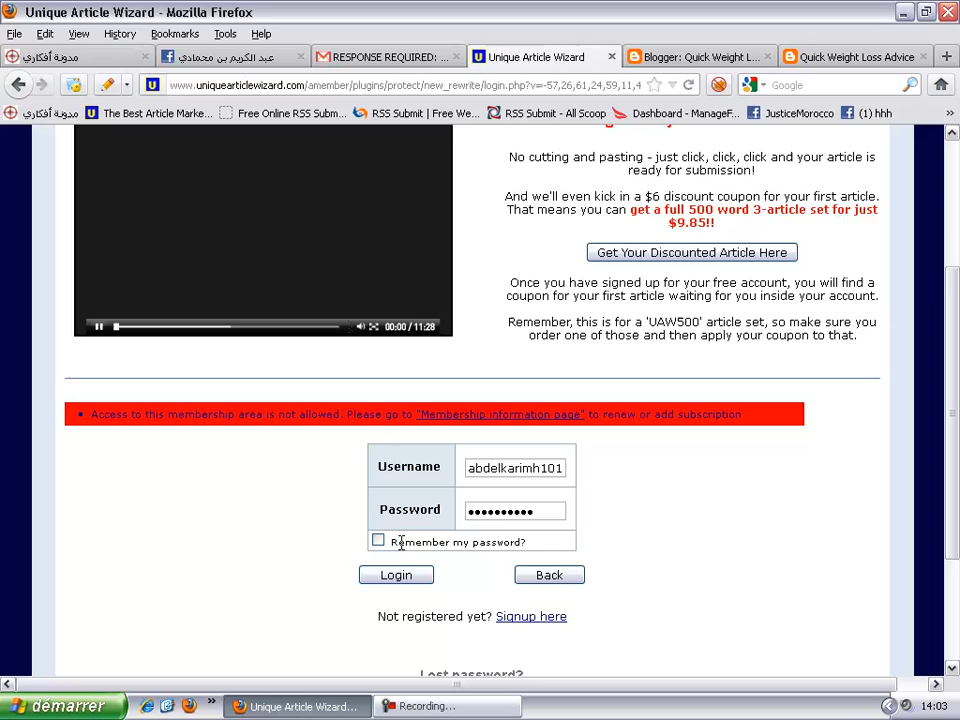 Unique Article Wizard - Mozilla Firefox
File Edit View History Bookmarks Tools Help
مدونة أفكاري
عبد الكريم بن محمادي
RESPONSE REQUIRED: ...
Unique Article Wizard
Blogger: Quick Weight L...
Quick Weight Loss Advice
www.uniquearticlewizard.com/amember/plugins/protect/new_rewrite/login.php?v=-57,26,61,24,59,11,4
Google
مدونة أفكاري
The Best Article Marke...
Free Online RSS Subm...
RSS Submit | Free We...
RSS Submit - All Scoop
Dashboard - ManageF...
JusticeMorocco
(1) hhh
No cutting and pasting - just click, click, click and your article is
ready for submission!
And we'll even kick in a $6 discount coupon for your first article.
That means you can get a full 500 word 3-article set for just
$9.85!!
Get Your Discounted Article Here
Once you have signed up for your free account, you will find a
coupon for your first article waiting for you inside your account.
Remember, this is for a 'UAW500' article set, so make sure you
order one of those and then apply your coupon to that.
00:00 / 11:28
Access to this membership area is not allowed. Please go to "Membership information page" to renew or add subscription
Username abdelkarimh101
Password ••••••••••
Remember my password?
Login Back
Not registered yet? Signup here
Lost password?
démarrer
Unique Article Wizard...
Recording...
14:03